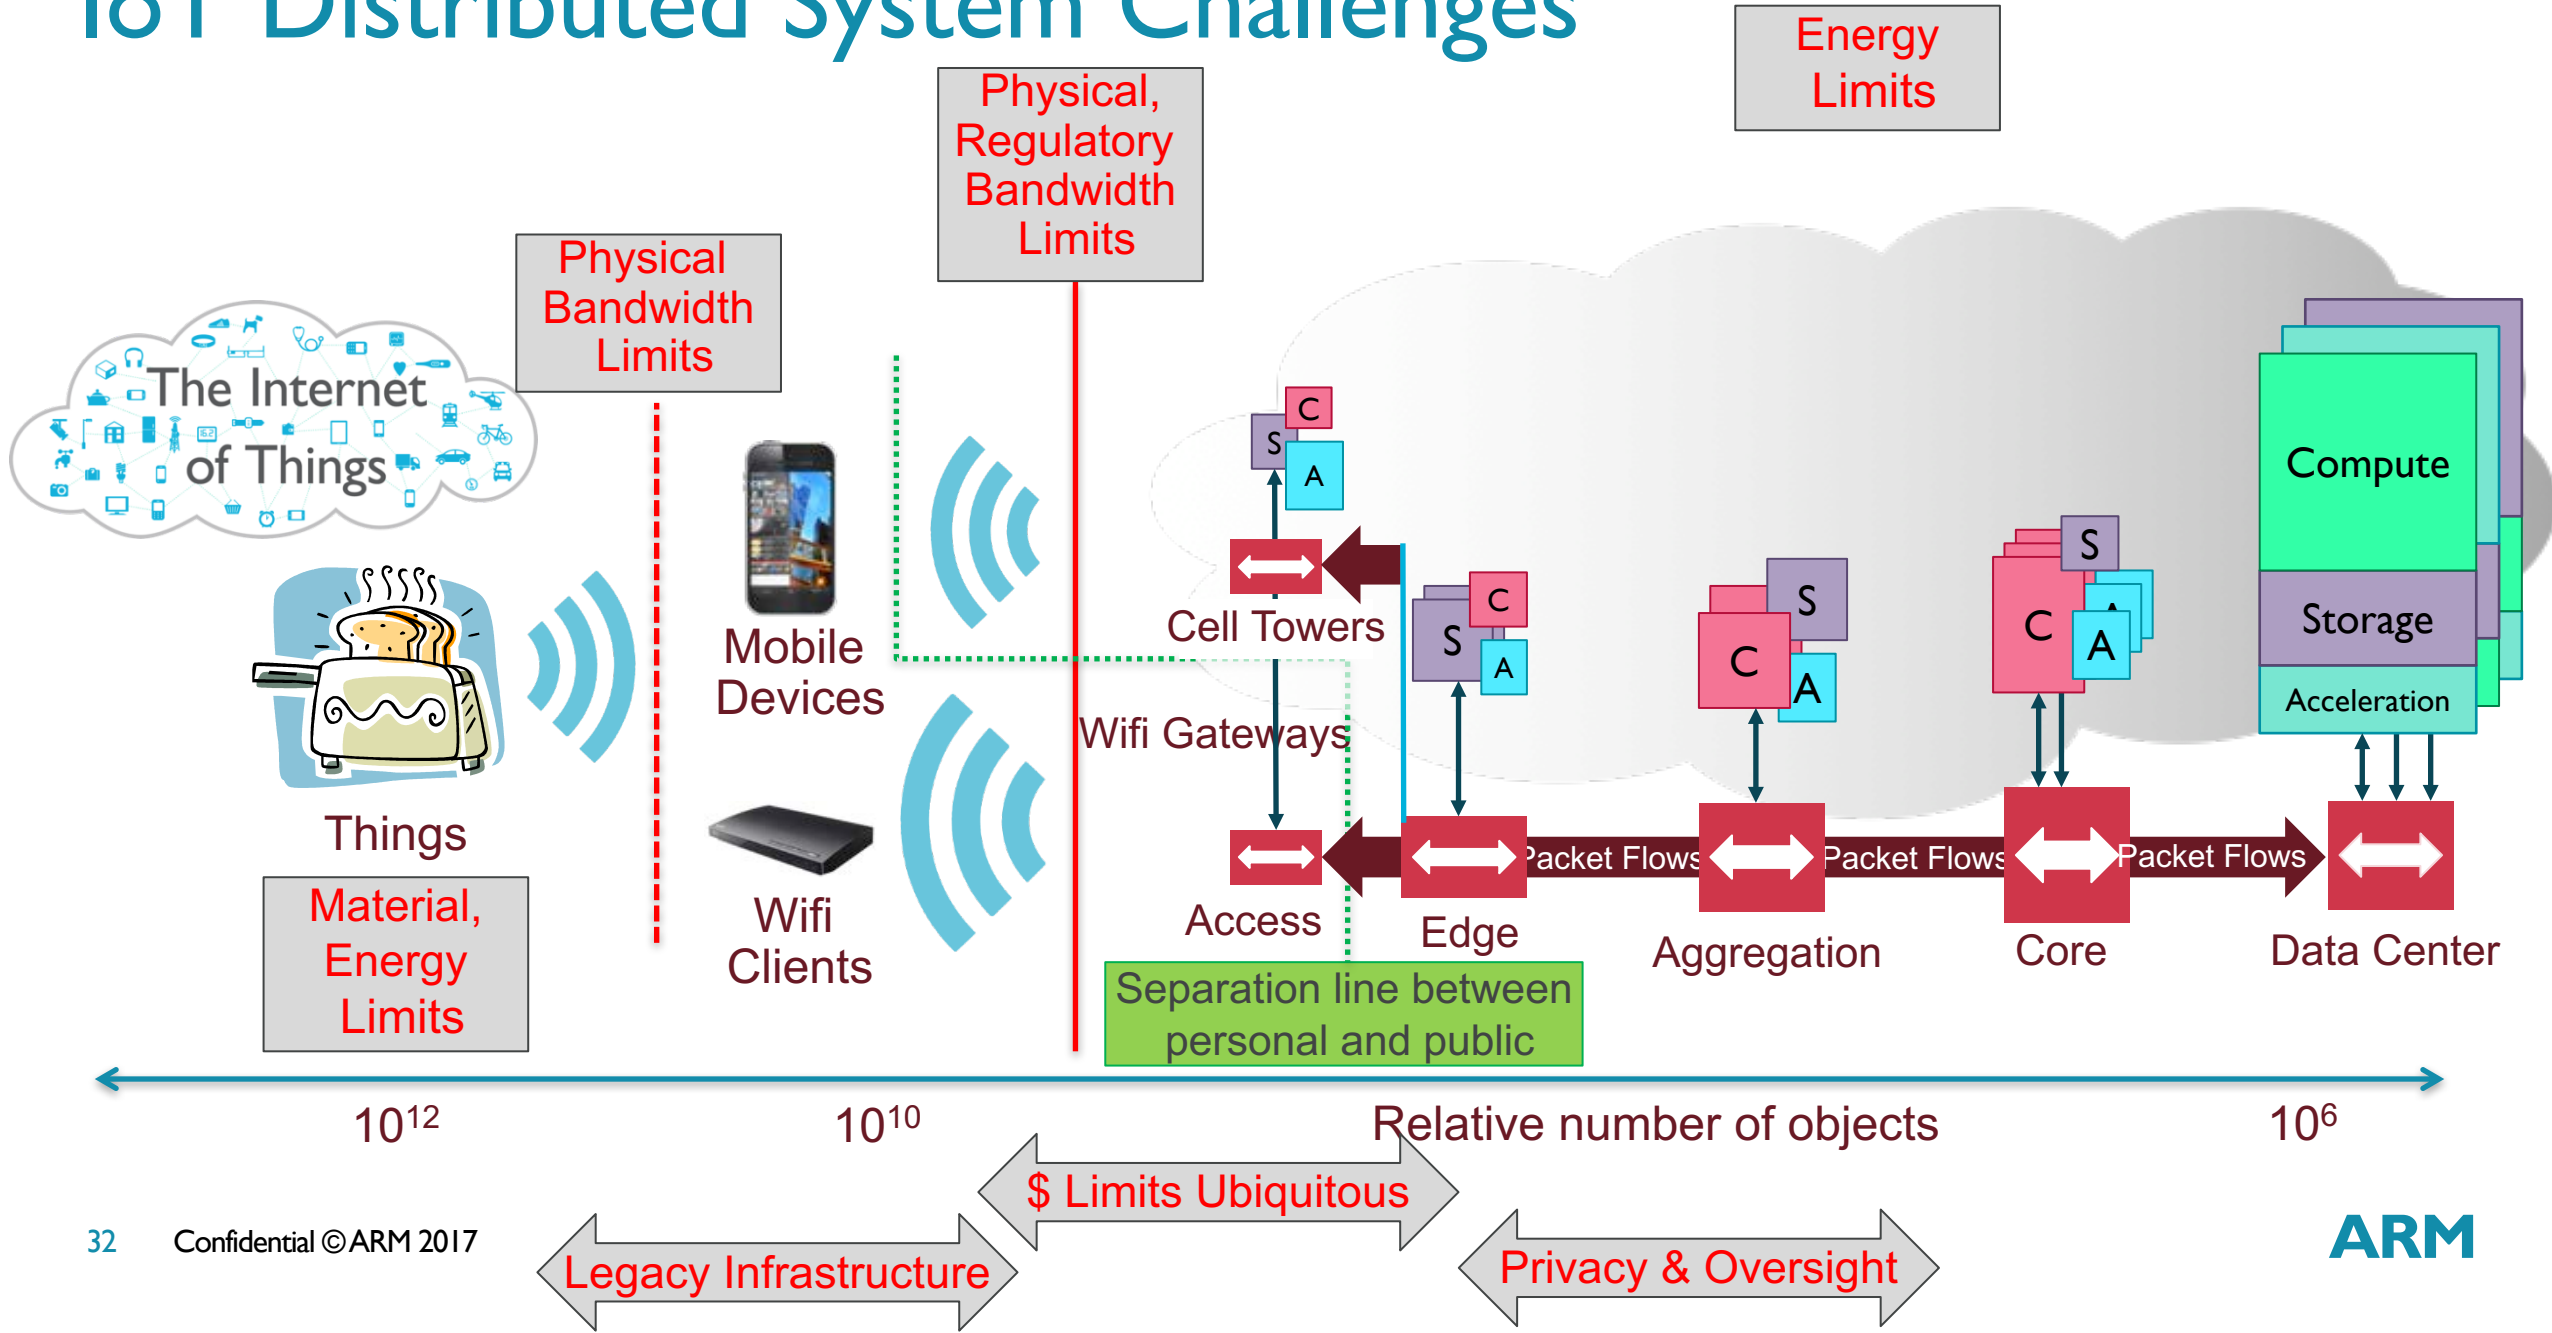 IoT Distributed System Challenges
Energy
Limits
Physical,
Regulatory
Bandwidth
Limits
Physical
Bandwidth
Limits
The Internet
of Things
C
S
A
Cell Towers
C
S
A
S
C
A
S
C
A
A
Compute
Storage
Acceleration
Mobile
Devices
Wifi Gateways
Things
Wifi
Clients
Packet Flows
Packet Flows
Packet Flows
Access
Edge
Aggregation
Core
Data Center
Material,
Energy
Limits
Separation line between
personal and public
10¹²
10¹⁰
Relative number of objects
10⁶
$ Limits Ubiquitous
Legacy Infrastructure
Privacy & Oversight
32 Confidential © ARM 2017
ARM